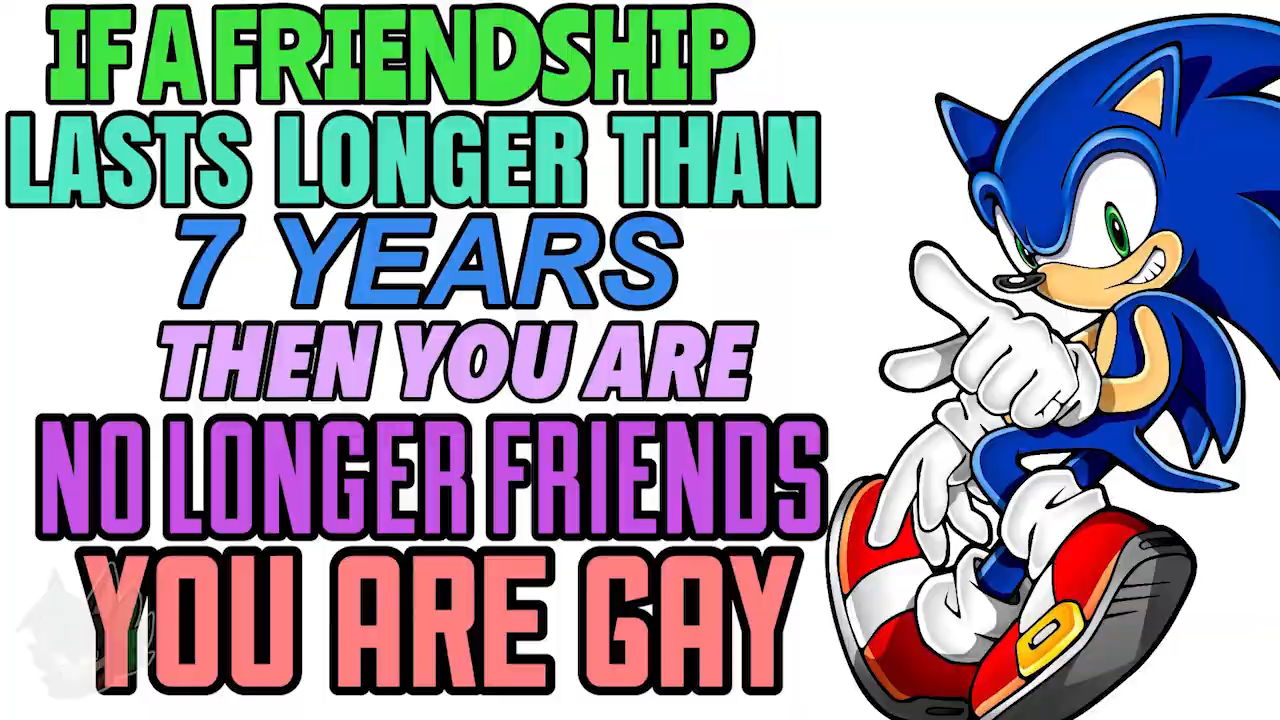 IF A FRIENDSHIP
LASTS LONGER THAN
7 YEARS
THEN YOU ARE
NO LONGER FRIENDS
YOU ARE GAY